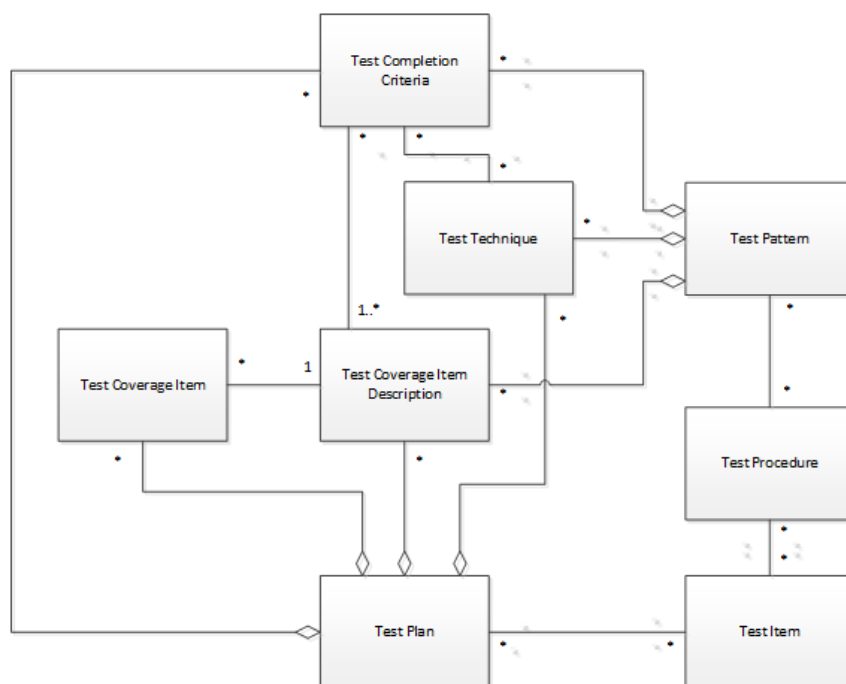 Test Completion
Criteria
*
*
*
*
*
Test Technique
*
Test Pattern
*
*
1..*
Test Coverage Item
*
1
Test Coverage Item
Description
*
*
Test Procedure
*
*
*
*
Test Plan
*
*
Test Item